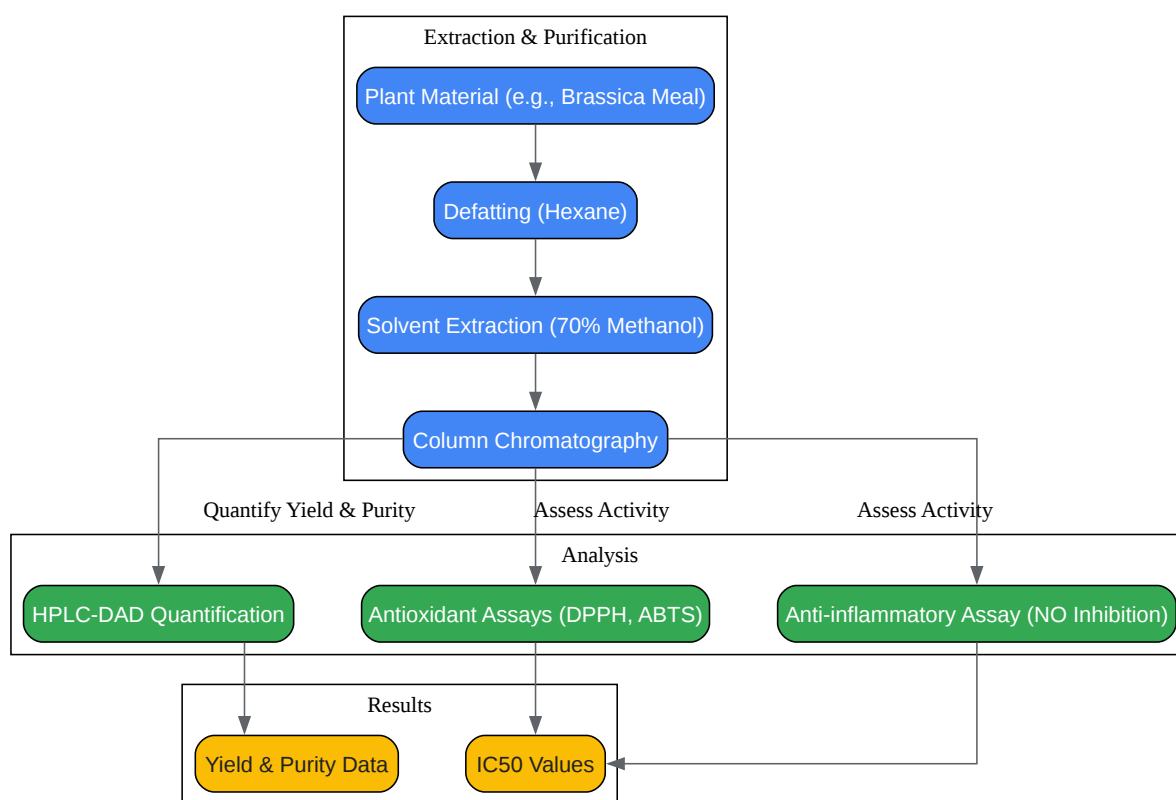 Extraction & Purification
Plant Material (e.g., Brassica Meal)
Defatting (Hexane)
Solvent Extraction (70% Methanol)
Column Chromatography
Quantify Yield & Purity
Assess Activity
Assess Activity
Analysis
HPLC-DAD Quantification
Antioxidant Assays (DPPH, ABTS)
Anti-inflammatory Assay (NO Inhibition)
Results
Yield & Purity Data
IC50 Values